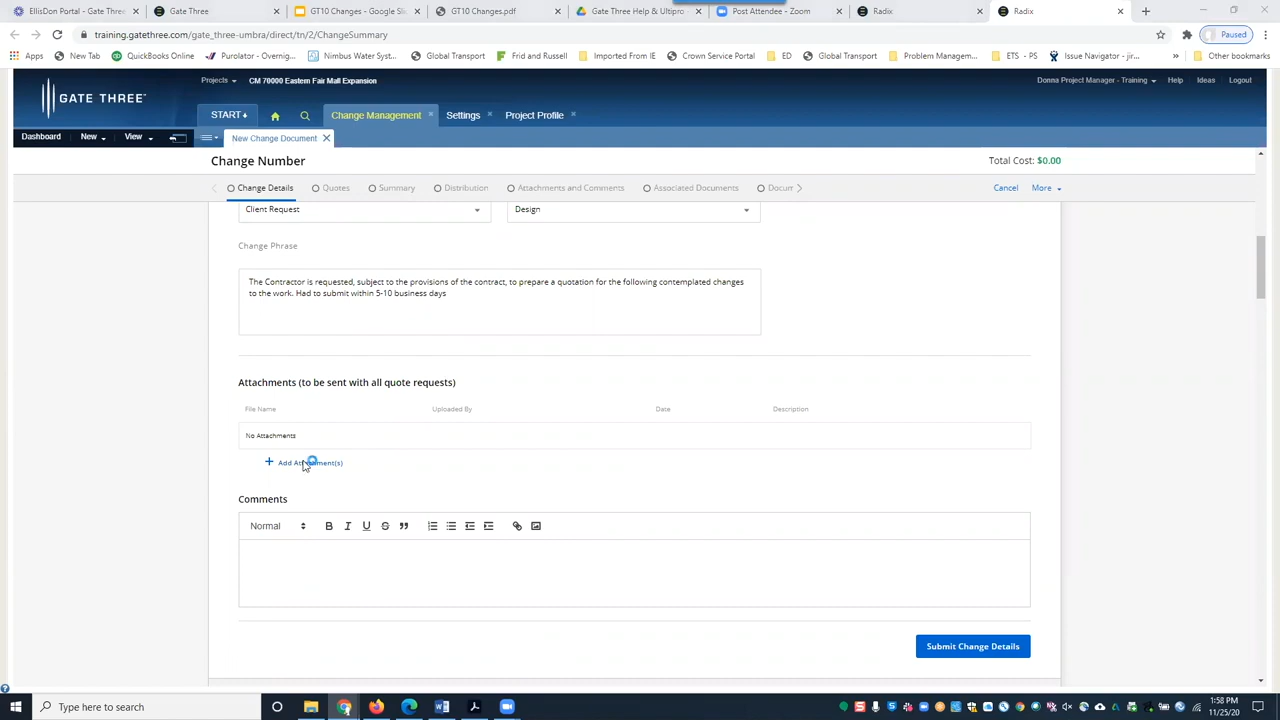 EllisDon Portal - Gate T
Gate Three
GT10 Changes - Google Sli
GT10 Changes.pdf
Gate Three Help & Ultipro
Post Attendee - Zoom
Radix
Radix
training.gatethree.com/gate_three-umbra/direct/tn/2/ChangeSummary
Paused
Apps
New Tab
QuickBooks Online
Purolator - Overnig...
Nimbus Water Syst...
Global Transport
Frid and Russell
Imported From IE
Crown Service Portal
ED
Global Transport
Problem Managem...
ETS - PS
Issue Navigator - jir...
»
Other bookmarks
GATE THREE
Projects
CM 70000 Eastern Fair Mall Expansion
Donna Project Manager - Training
Help
Ideas
Logout
START
Change Management
Settings
Project Profile
Dashboard
New
View
New Change Document
Change Number
Total Cost: $0.00
Change Details
Quotes
Summary
Distribution
Attachments and Comments
Associated Documents
Docum
Cancel
More
Client Request
Design
Change Phrase
The Contractor is requested, subject to the provisions of the contract, to prepare a quotation for the following contemplated changes
to the work. Had to submit within 5-10 business days
Attachments (to be sent with all quote requests)
File Name
Uploaded By
Date
Description
No Attachments
+ Add Attachment(s)
Comments
Normal
B I U S
Submit Change Details
Type here to search
1:58 PM
11/25/20